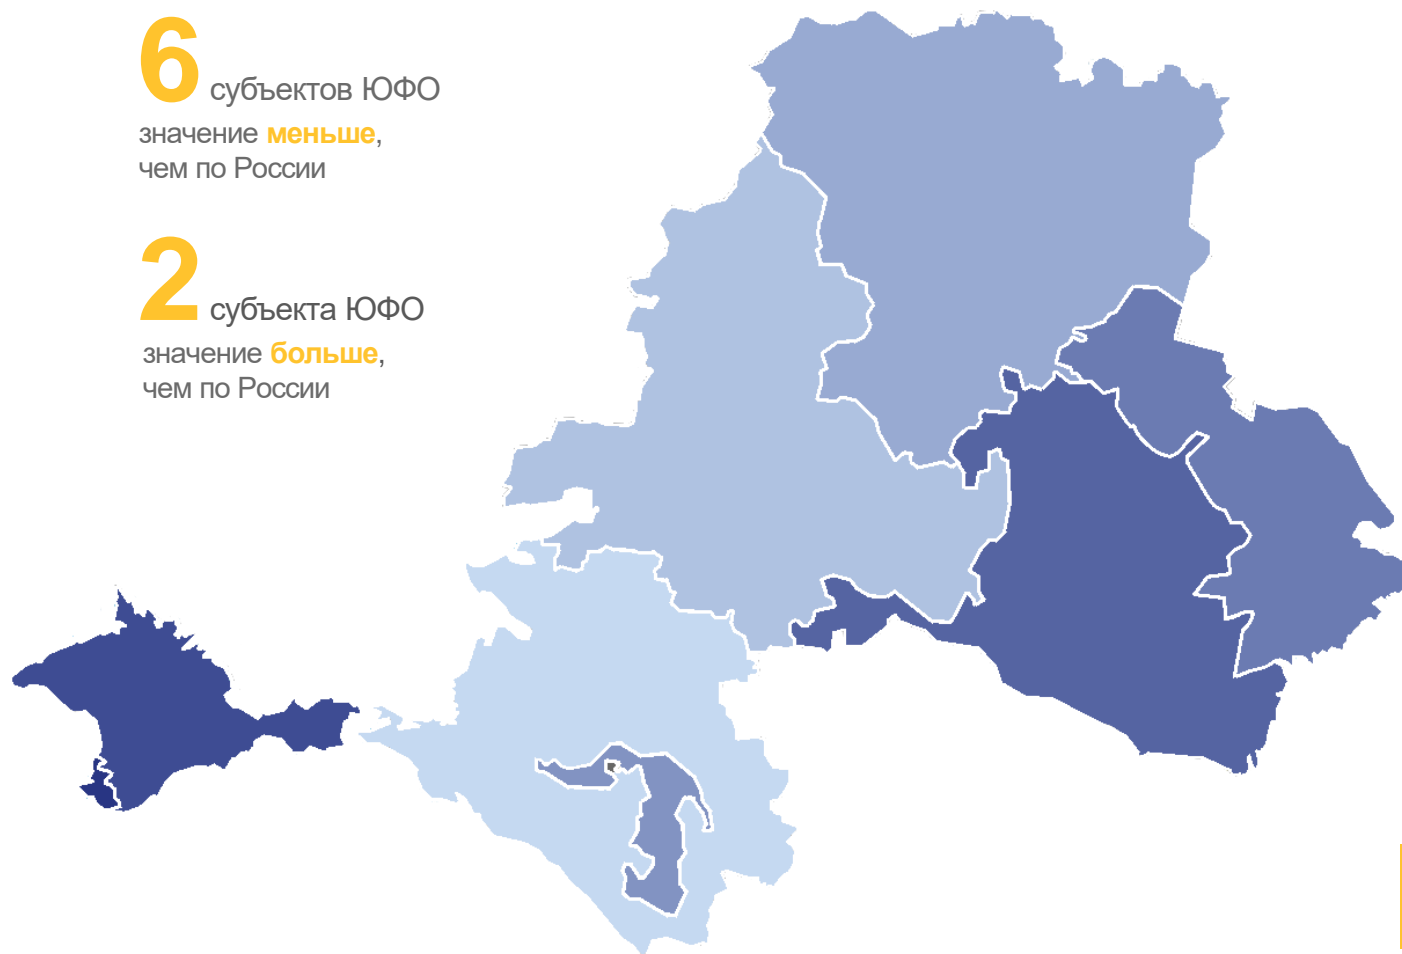 6 субъектов ЮФО
значение меньше,
чем по России
2 субъекта ЮФО
значение больше,
чем по России